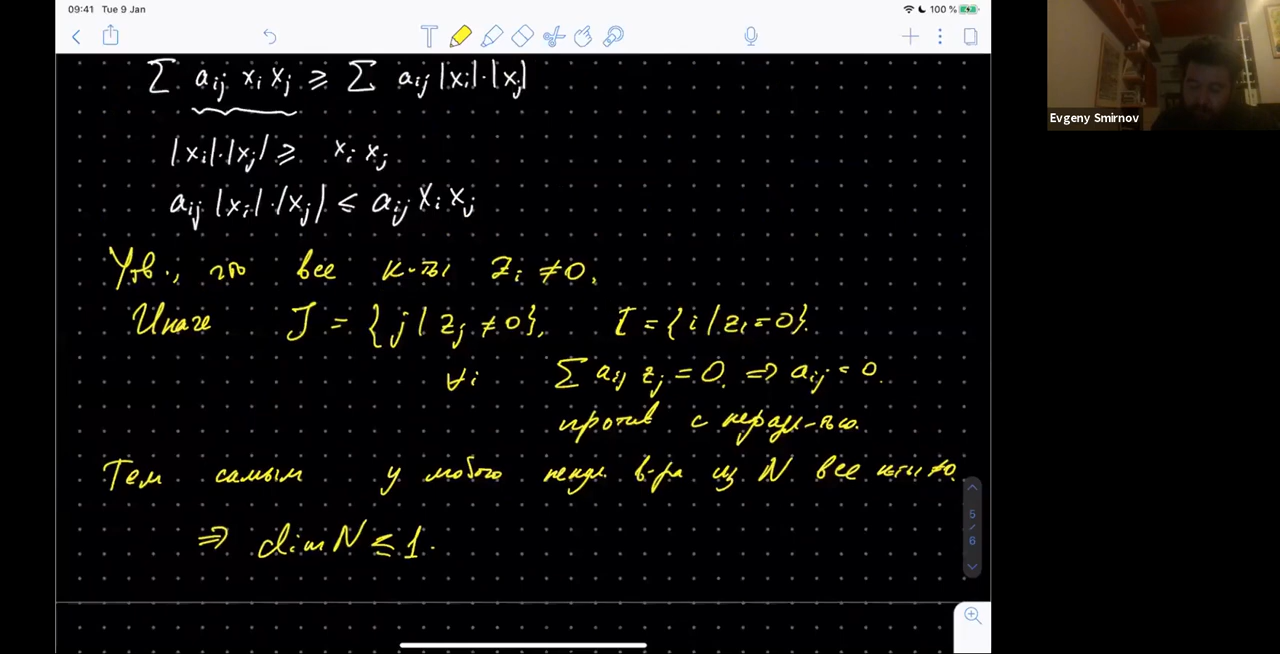 09:41 Tue 9 Jan
100 %
Evgeny Smirnov
∑ aij xi xj ≥ ∑ aij |xi|·|xj|
|xi|·|xj| ≥ xi xj
aij |xi|·|xj| ≤ aij xi xj
Утв., что все к-ты zi ≠ 0.
Иначе J = {j | zj ≠ 0}, I = {i | zi = 0}.
∀i ∑ aij zj = 0. ⇒ aij = 0.
против с неразл-тью.
Тем самым у любого ненул. в-ра из N все к-ты ≠ 0.
⇒ dim N ≤ 1.
5
/
6